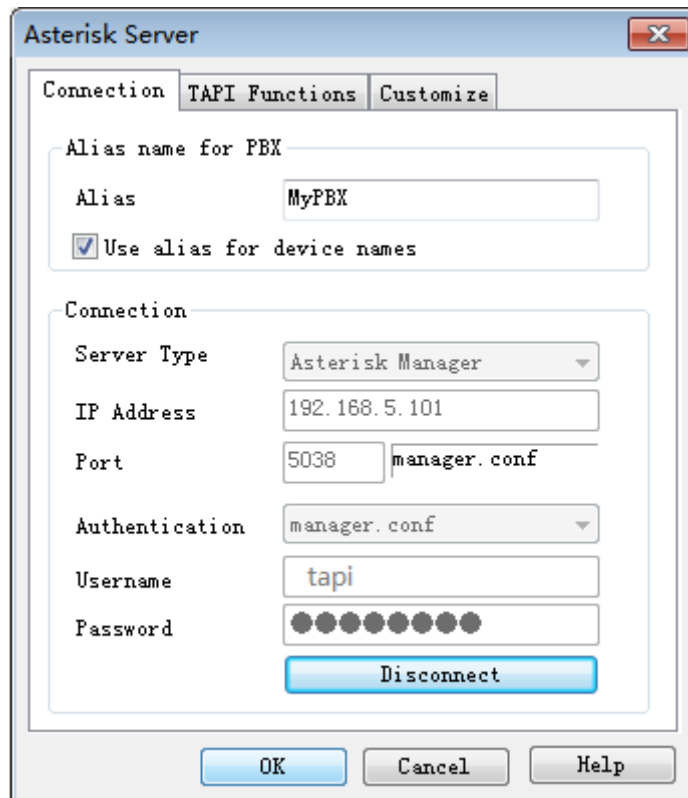 Asterisk Server
Connection TAPI Functions Customize
Alias name for PBX
Alias MyPBX
Use alias for device names
Connection
Server Type Asterisk Manager
IP Address 192.168.5.101
Port 5038 manager.conf
Authentication manager.conf
Username tapi
Password ●●●●●●●●
Disconnect
OK Cancel Help